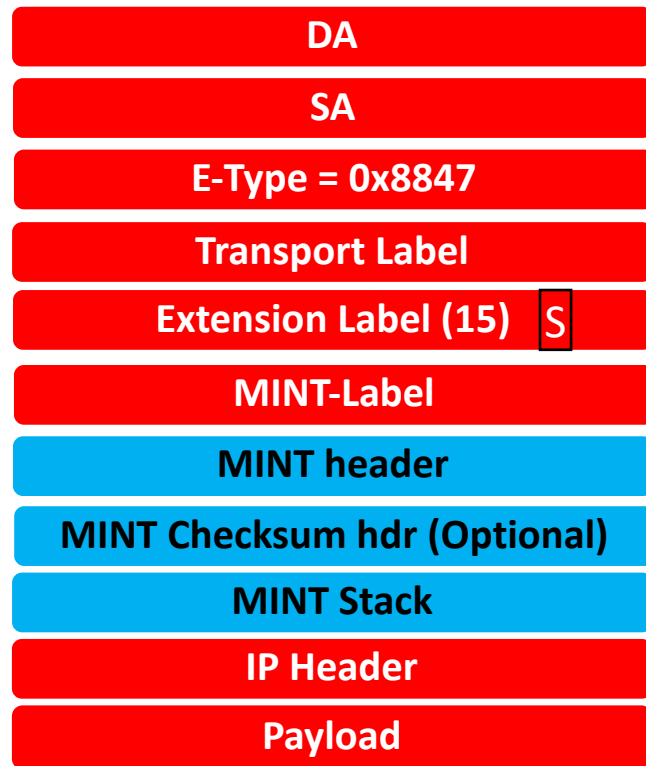 DA
SA
E-Type = 0x8847
Transport Label
Extension Label (15) S
MINT-Label
MINT header
MINT Checksum hdr (Optional)
MINT Stack
IP Header
Payload